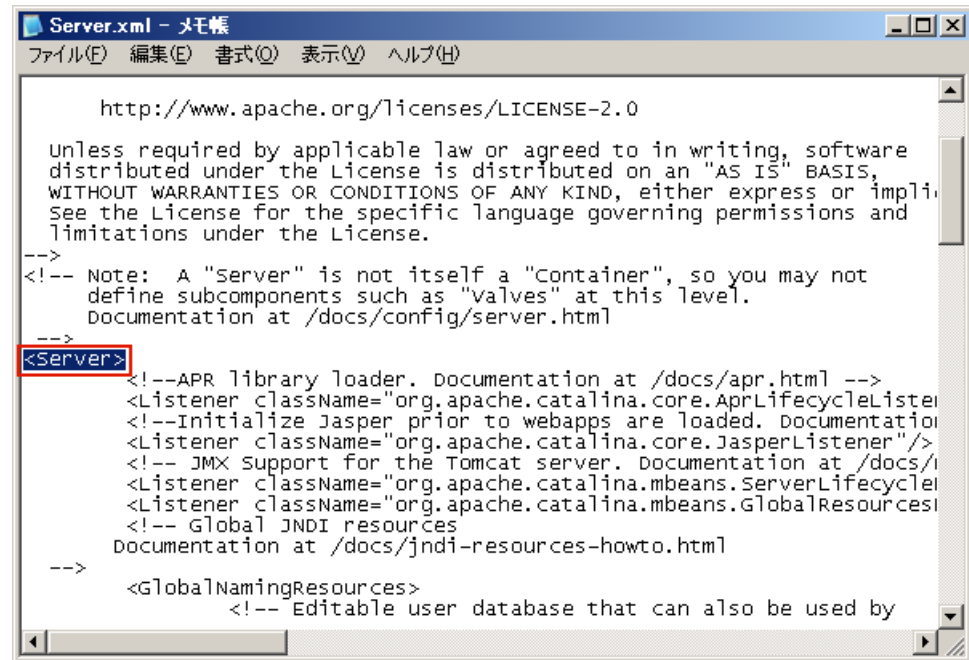 Server.xml - メモ帳
ファイル(F) 編集(E) 書式(O) 表示(V) ヘルプ(H)
http://www.apache.org/licenses/LICENSE-2.0
Unless required by applicable law or agreed to in writing, software
distributed under the License is distributed on an "AS IS" BASIS,
WITHOUT WARRANTIES OR CONDITIONS OF ANY KIND, either express or impli
See the License for the specific language governing permissions and
limitations under the License.
-->
<!-- Note:  A "Server" is not itself a "Container", so you may not
define subcomponents such as "Valves" at this level.
Documentation at /docs/config/server.html
-->
<Server>
<!--APR library loader. Documentation at /docs/apr.html -->
<Listener className="org.apache.catalina.core.AprLifecycleListe
<!--Initialize Jasper prior to webapps are loaded. Documentation
<Listener className="org.apache.catalina.core.JasperListener"/>
<!-- JMX Support for the Tomcat server. Documentation at /docs/
<Listener className="org.apache.catalina.mbeans.ServerLifecycle
<Listener className="org.apache.catalina.mbeans.GlobalResources
<!-- Global JNDI resources
Documentation at /docs/jndi-resources-howto.html
-->
<GlobalNamingResources>
<!-- Editable user database that can also be used by